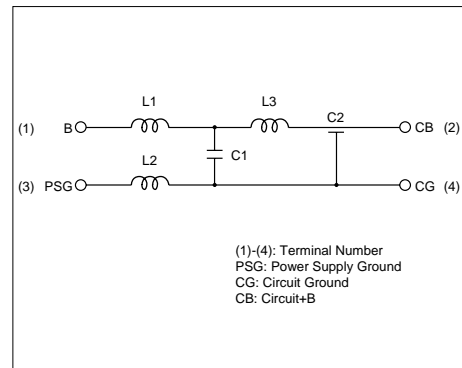 L1 L3
C2
(1) B CB (2)
C1
L2
(3) PSG CG (4)
(1)-(4): Terminal Number
PSG: Power Supply Ground
CG: Circuit Ground
CB: Circuit+B